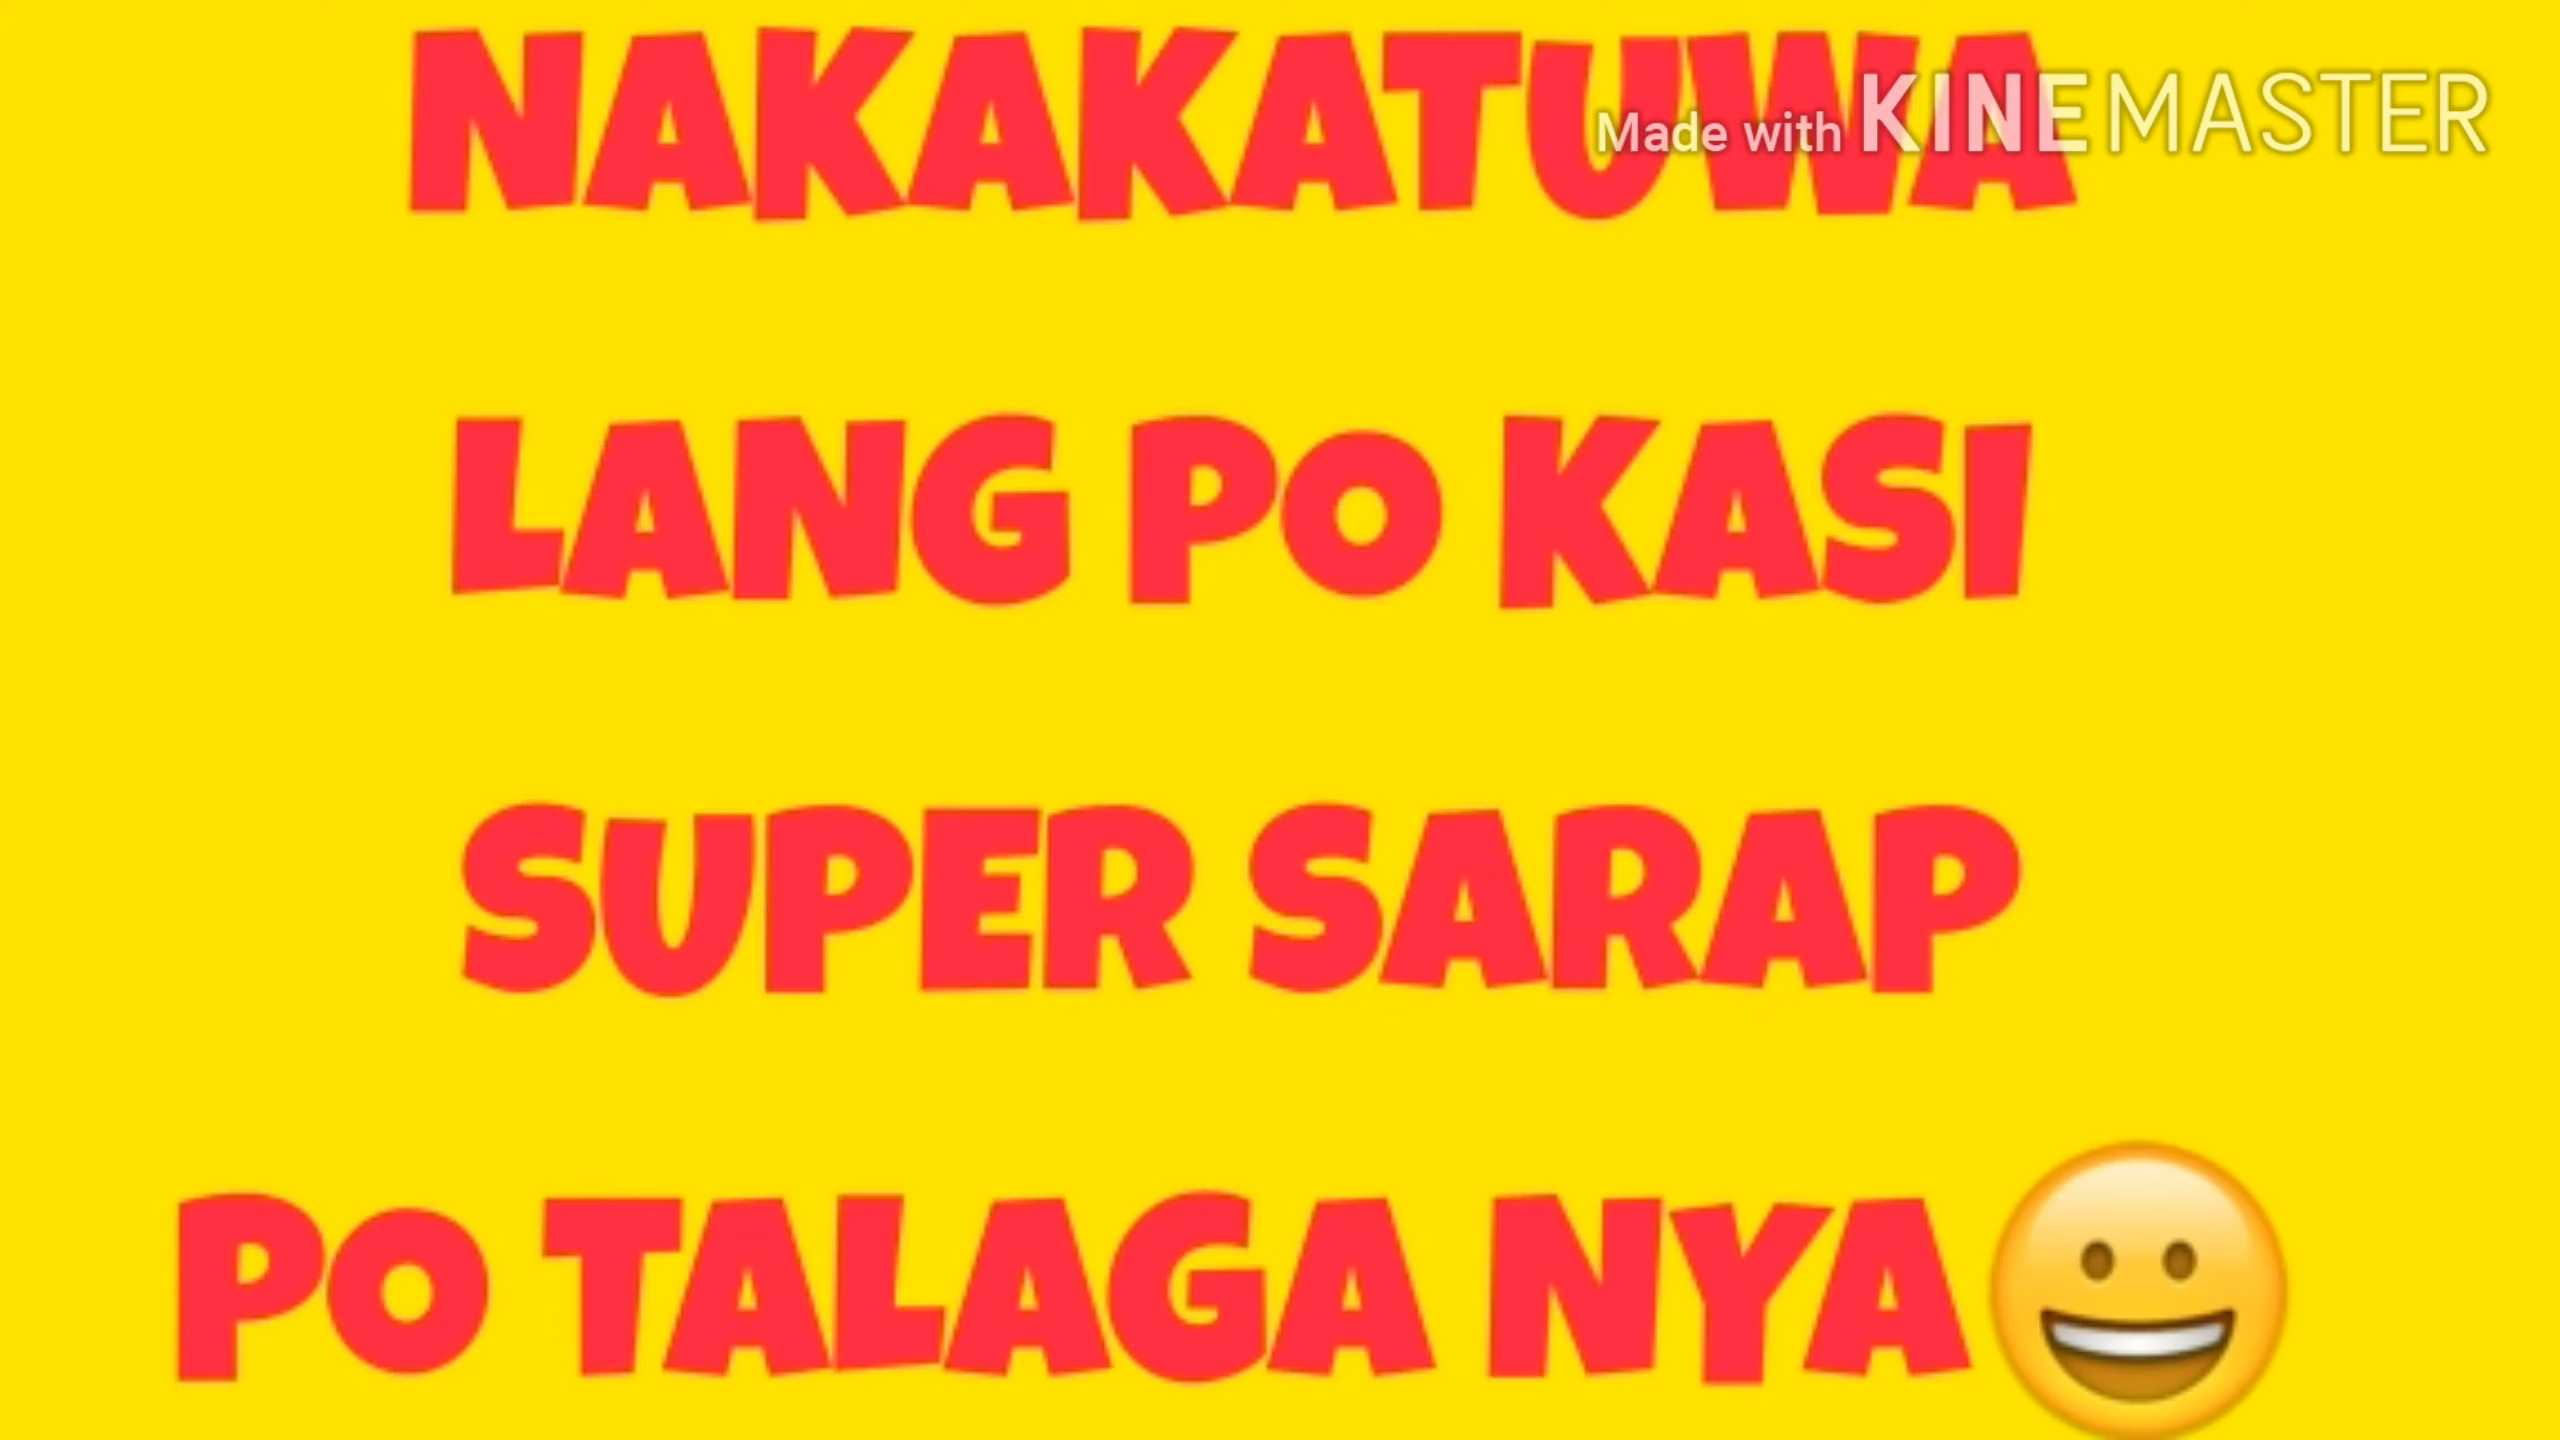 NAKAKATUWA
Made with KINEMASTER
LANG PO KASI
SUPER SARAP
PO TALAGA NYA😀